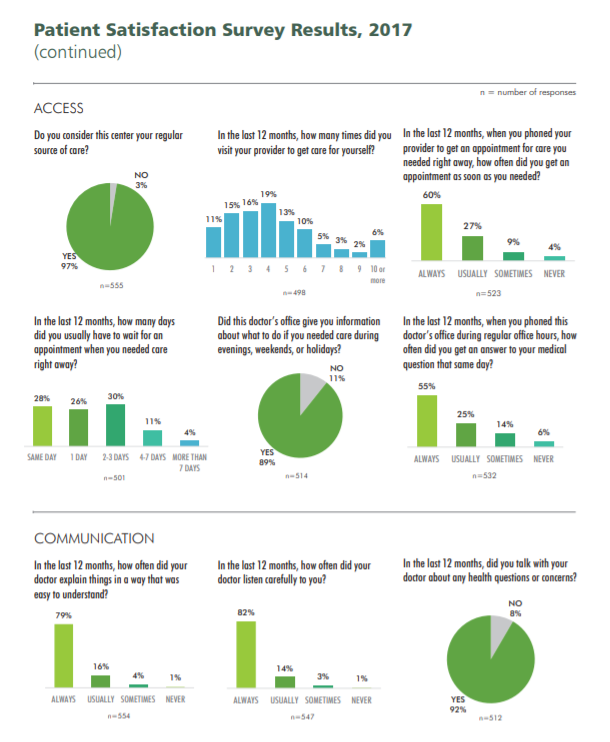 Patient Satisfaction Survey Results, 2017
(continued)
n = number of responses
ACCESS
Do you consider this center your regular
source of care?
NO
3%
YES
97%
n=555
In the last 12 months, how many times did you
visit your provider to get care for yourself?
11%
15%
16%
19%
13%
10%
5%
3%
2%
6%
1 2 3 4 5 6 7 8 9 10 or
more
n=498
In the last 12 months, when you phoned your
provider to get an appointment for care you
needed right away, how often did you get an
appointment as soon as you needed?
60%
27%
9%
4%
ALWAYS USUALLY SOMETIMES NEVER
n=523
In the last 12 months, how many days
did you usually have to wait for an
appointment when you needed care
right away?
28%
26%
30%
11%
4%
SAME DAY 1 DAY 2-3 DAYS 4-7 DAYS MORE THAN
7 DAYS
n=501
Did this doctor's office give you information
about what to do if you needed care during
evenings, weekends, or holidays?
NO
11%
YES
89%
n=514
In the last 12 months, when you phoned this
doctor's office during regular office hours, how
often did you get an answer to your medical
question that same day?
55%
25%
14%
6%
ALWAYS USUALLY SOMETIMES NEVER
n=532
COMMUNICATION
In the last 12 months, how often did your
doctor explain things in a way that was
easy to understand?
79%
16%
4%
1%
ALWAYS USUALLY SOMETIMES NEVER
n=554
In the last 12 months, how often did your
doctor listen carefully to you?
82%
14%
3%
1%
ALWAYS USUALLY SOMETIMES NEVER
n=547
In the last 12 months, did you talk with your
doctor about any health questions or concerns?
NO
8%
YES
92%
n=512